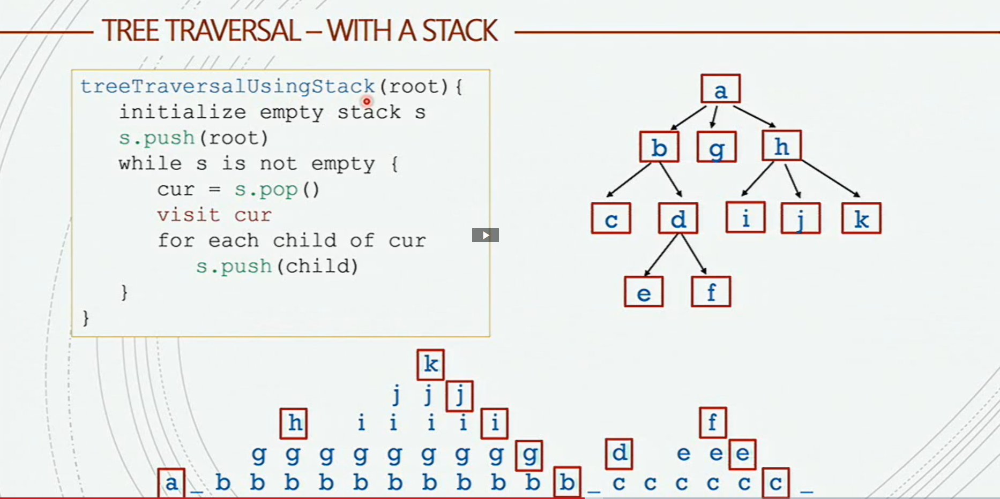 TREE TRAVERSAL – WITH A STACK
treeTraversalUsingStack(root){
initialize empty stack s
s.push(root)
while s is not empty {
cur = s.pop()
visit cur
for each child of cur
s.push(child)
}
}
a
b g h
c d i j k
e f
k
j j j
h i i i i i f
g g g g g g g g g d e e e
a _ b b b b b b b b b b b _ c c c c c c _